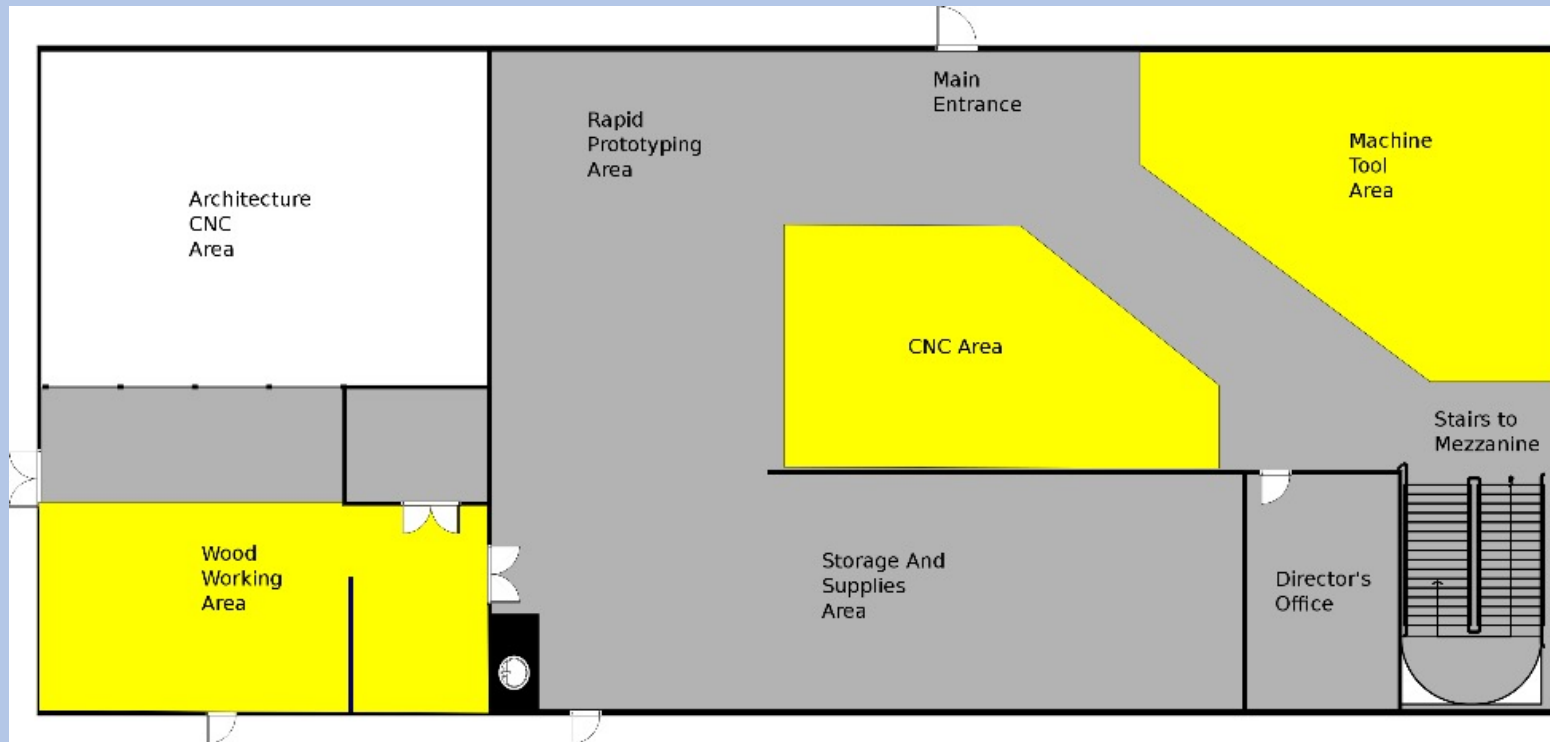 Main
Entrance
Rapid
Prototyping
Area
Machine
Tool
Area
Architecture
CNC
Area
CNC Area
Stairs to
Mezzanine
Wood
Working
Area
Storage And
Supplies
Area
Director's
Office